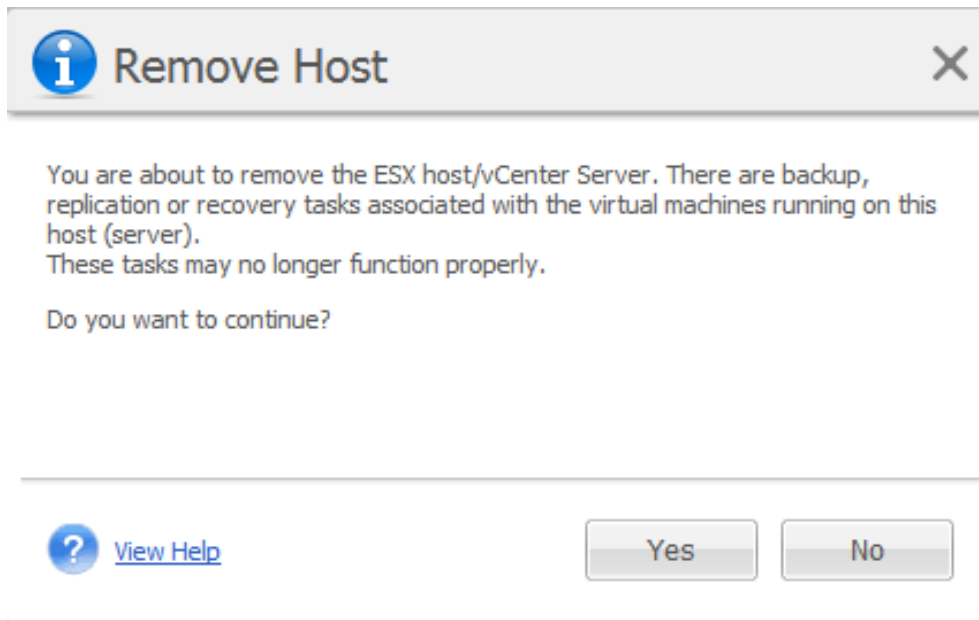 Remove Host
You are about to remove the ESX host/vCenter Server. There are backup,
replication or recovery tasks associated with the virtual machines running on this
host (server).
These tasks may no longer function properly.
Do you want to continue?
View Help
Yes
No